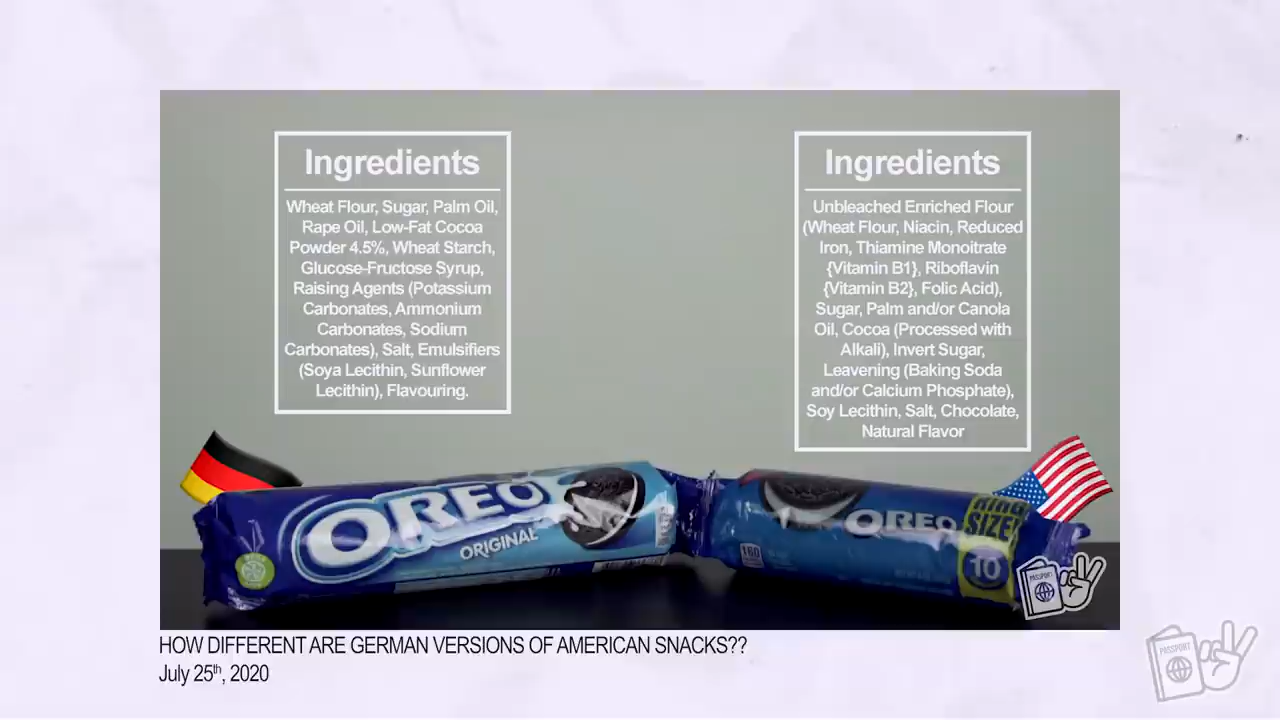 Ingredients
Wheat Flour, Sugar, Palm Oil,
Rape Oil, Low-Fat Cocoa
Powder 4.5%, Wheat Starch,
Glucose-Fructose Syrup,
Raising Agents (Potassium
Carbonates, Ammonium
Carbonates, Sodium
Carbonates), Salt, Emulsifiers
(Soya Lecithin, Sunflower
Lecithin), Flavouring.
Ingredients
Unbleached Enriched Flour
(Wheat Flour, Niacin, Reduced
Iron, Thiamine Monoitrate
{Vitamin B1}, Riboflavin
{Vitamin B2}, Folic Acid),
Sugar, Palm and/or Canola
Oil, Cocoa (Processed with
Alkali), Invert Sugar,
Leavening (Baking Soda
and/or Calcium Phosphate),
Soy Lecithin, Salt, Chocolate,
Natural Flavor
OREO
ORIGINAL
OREO
KING
SIZE
10
160
PASSPORT
HOW DIFFERENT ARE GERMAN VERSIONS OF AMERICAN SNACKS??
July 25th, 2020
PASSPORT